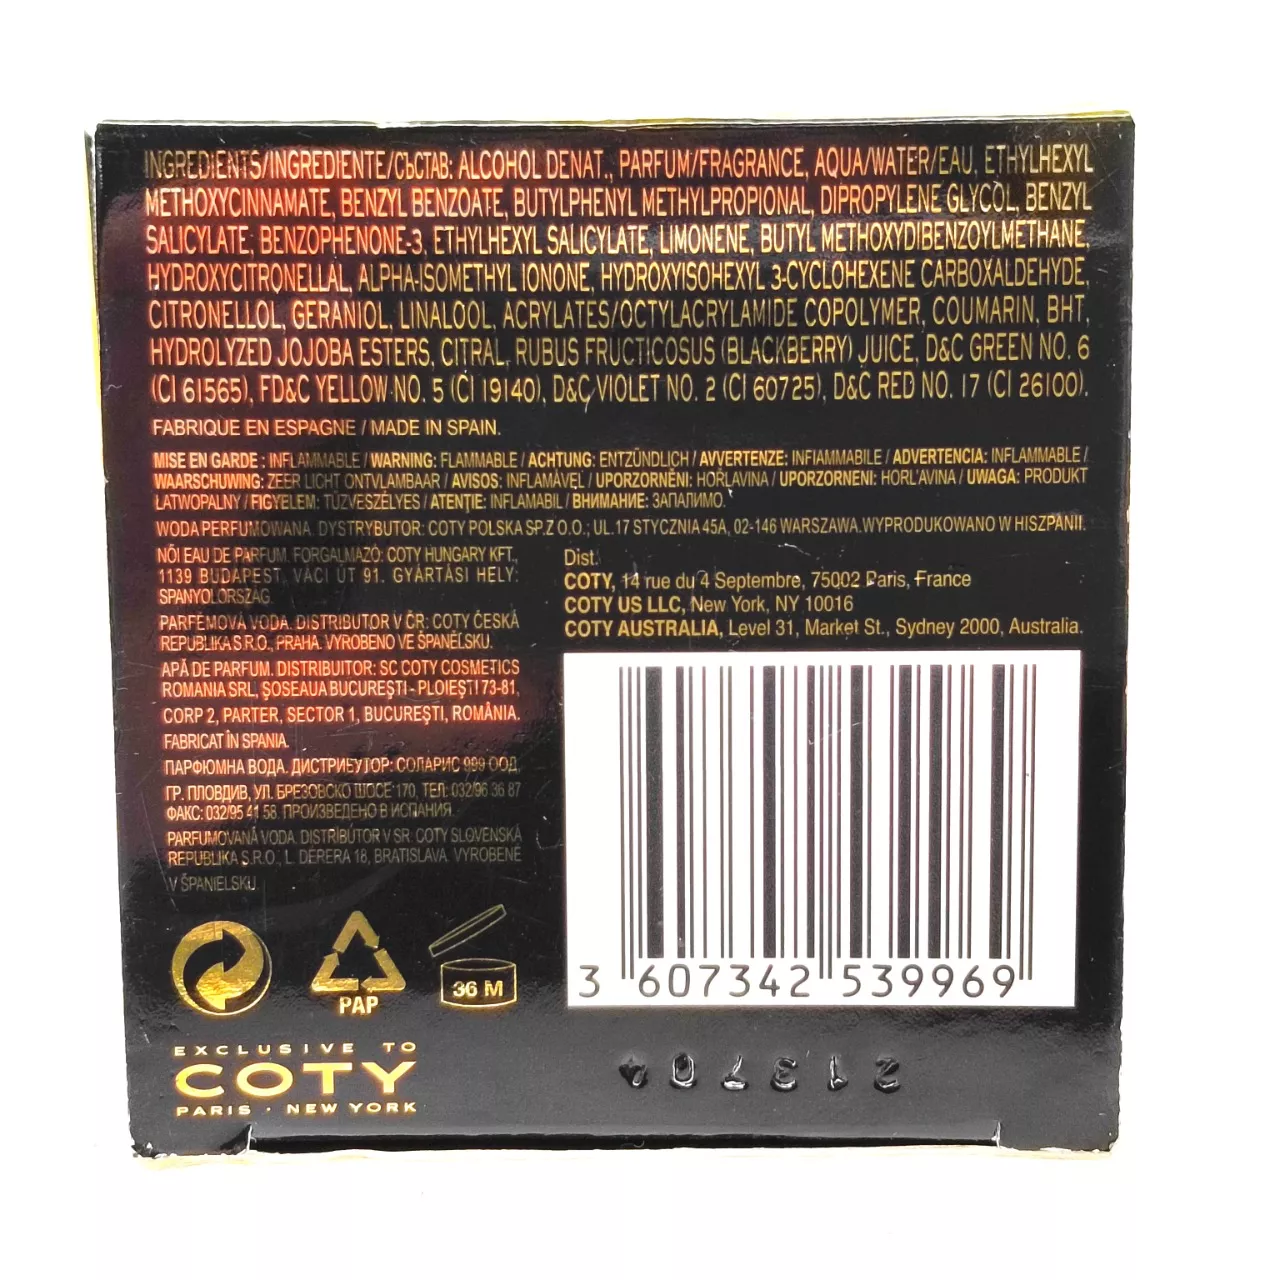 INGREDIENTS/INGREDIENTE/СЪСТАВ: ALCOHOL DENAT., PARFUM/FRAGRANCE, AQUA/WATER/EAU, ETHYLHEXYL
METHOXYCINNAMATE, BENZYL BENZOATE, BUTYLPHENYL METHYLPROPIONAL, DIPROPYLENE GLYCOL, BENZYL
SALICYLATE, BENZOPHENONE-3, ETHYLHEXYL SALICYLATE, LIMONENE, BUTYL METHOXYDIBENZOYLMETHANE,
HYDROXYCITRONELLAL, ALPHA-ISOMETHYL IONONE, HYDROXYISOHEXYL 3-CYCLOHEXENE CARBOXALDEHYDE,
CITRONELLOL, GERANIOL, LINALOOL, ACRYLATES/OCTYLACRYLAMIDE COPOLYMER, COUMARIN, BHT,
HYDROLYZED JOJOBA ESTERS, CITRAL, RUBUS FRUCTICOSUS (BLACKBERRY) JUICE, D&C GREEN NO. 6
(CI 61565), FD&C YELLOW NO. 5 (CI 19140), D&C VIOLET NO. 2 (CI 60725), D&C RED NO. 17 (CI 26100).
FABRIQUE EN ESPAGNE / MADE IN SPAIN.
MISE EN GARDE : INFLAMMABLE / WARNING: FLAMMABLE / ACHTUNG: ENTZÜNDLICH / AVVERTENZE: INFIAMMABILE / ADVERTENCIA: INFLAMMABLE /
WAARSCHUWING: ZEER LICHT ONTVLAMBAAR / AVISOS: INFLAMÁVEL / UPOZORNĚNÍ: HOŘLAVINA / UPOZORNENI: HORL'AVINA / UWAGA: PRODUKT
ŁATWOPALNY / FIGYELEM: TŰZVESZÉLYES / ATENŢIE: INFLAMABIL / ВНИМАНИЕ: ЗАПАЛИМО.
WODA PERFUMOWANA. DYSTRYBUTOR: COTY POLSKA SP.Z O.O.; UL.17 STYCZNIA 45A, 02-146 WARSZAWA.WYPRODUKOWANO W HISZPANII.
NŐI EAU DE PARFUM. FORGALMAZÓ: COTY HUNGARY KFT.,
1139 BUDAPEST, VÁCI ÚT 91. GYÁRTÁSI HELY:
SPANYOLORSZÁG.
PARFÉMOVÁ VODA. DISTRIBUTOR V ČR: COTY ČESKÁ
REPUBLIKA S.R.O., PRAHA. VYROBENO VE ŠPANĚLSKU.
APĂ DE PARFUM. DISTRIBUITOR: SC COTY COSMETICS
ROMANIA SRL, ŞOSEAUA BUCUREŞTI - PLOIEŞTI 73-81,
CORP 2, PARTER, SECTOR 1, BUCUREŞTI, ROMÂNIA.
FABRICAT ÎN SPANIA.
ПАРФЮМНА ВОДА. ДИСТРИБУТОР: СОЛАРИС 999 ООД,
ГР. ПЛОВДИВ, УЛ. БРЕЗОВСКО ШОСЕ 170, ТЕЛ: 032/96 36 87
ФАКС: 032/95 41 58. ПРОИЗВЕДЕНО В ИСПАНИЯ.
PARFUMOVANÁ VODA. DISTRIBÚTOR V SR: COTY SLOVENSKÁ
REPUBLIKA S.R.O., L. DÉRERA 18, BRATISLAVA. VYROBENÉ
V ŠPANIELSKU.
Dist.
COTY, 14 rue du 4 Septembre, 75002 Paris, France
COTY US LLC, New York, NY 10016
COTY AUSTRALIA, Level 31, Market St., Sydney 2000, Australia.
3 607342 539969
PAP
36 M
EXCLUSIVE TO
COTY
PARIS · NEW YORK